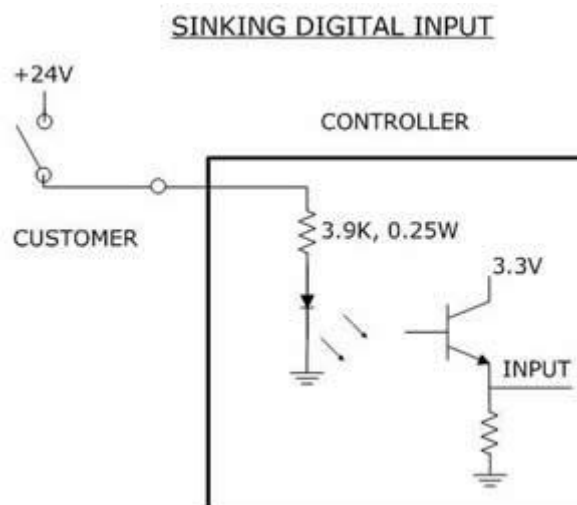 SINKING DIGITAL INPUT
+24V
CONTROLLER
3.9K, 0.25W
CUSTOMER
3.3V
INPUT